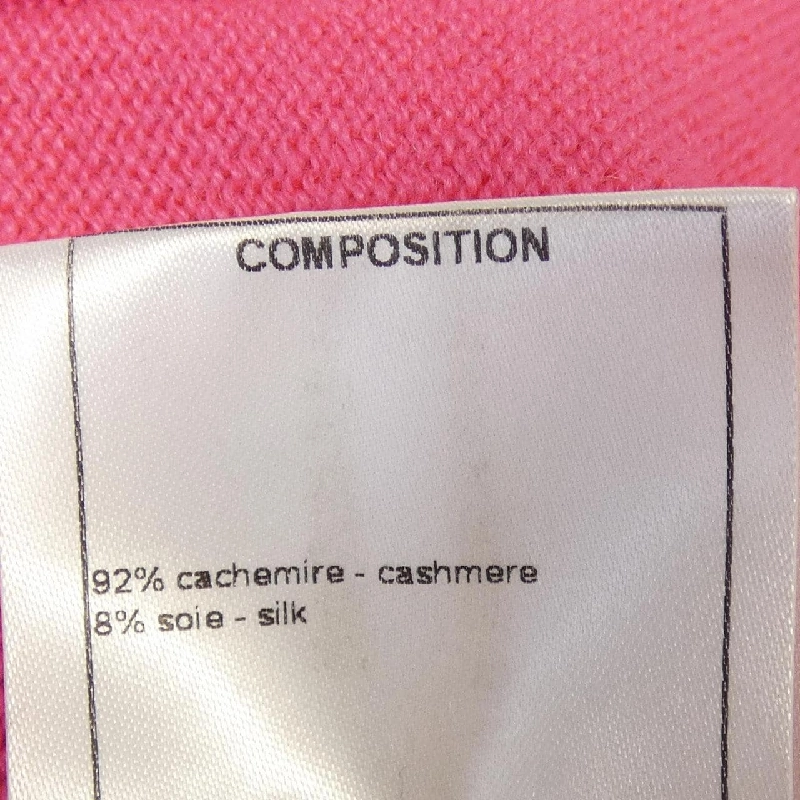 COMPOSITION
92% cachemire - cashmere
8% soie - silk